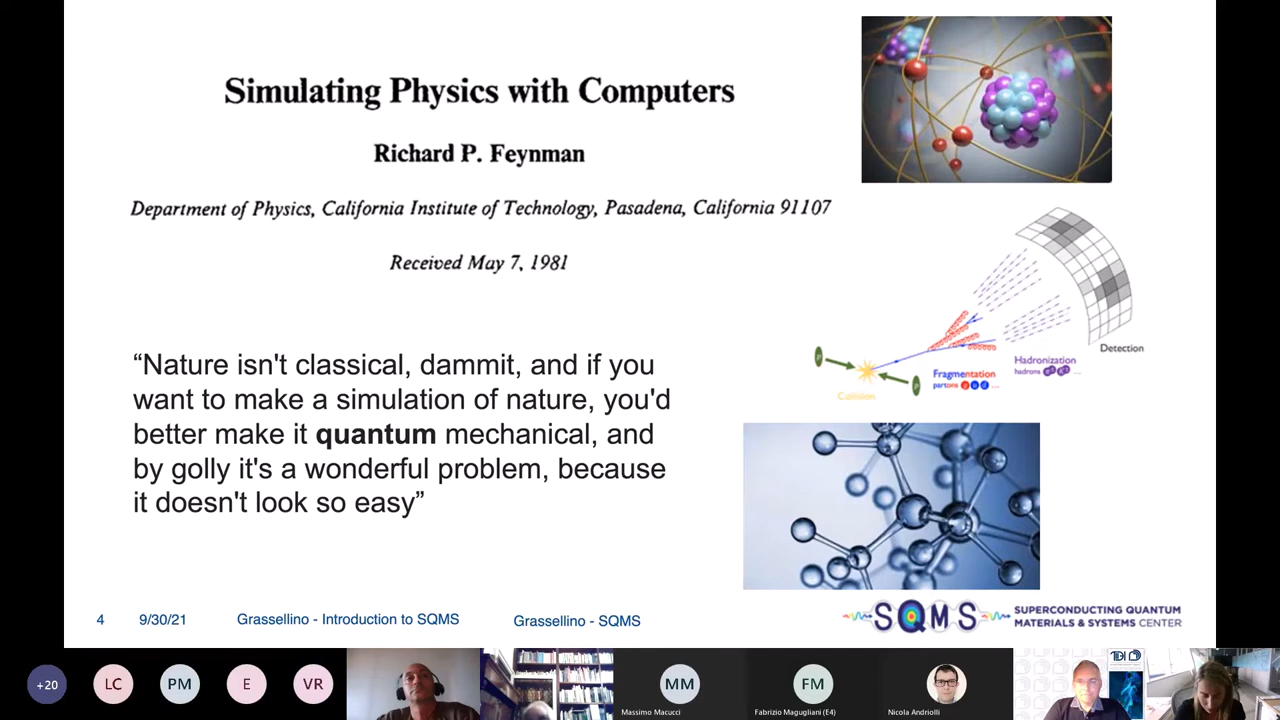 Simulating Physics with Computers
Richard P. Feynman
Department of Physics, California Institute of Technology, Pasadena, California 91107
Received May 7, 1981
“Nature isn't classical, dammit, and if you
want to make a simulation of nature, you'd
better make it quantum mechanical, and
by golly it's a wonderful problem, because
it doesn't look so easy”
Detection
Hadronization
hadrons
Fragmentation
partons
Collision
4
9/30/21
Grassellino - Introduction to SQMS
Grassellino - SQMS
SQMS
SUPERCONDUCTING QUANTUM
MATERIALS & SYSTEMS CENTER
+20
LC
PM
E
VR
MM
Massimo Macucci
FM
Fabrizio Magugliani (E4)
Nicola Andriolli